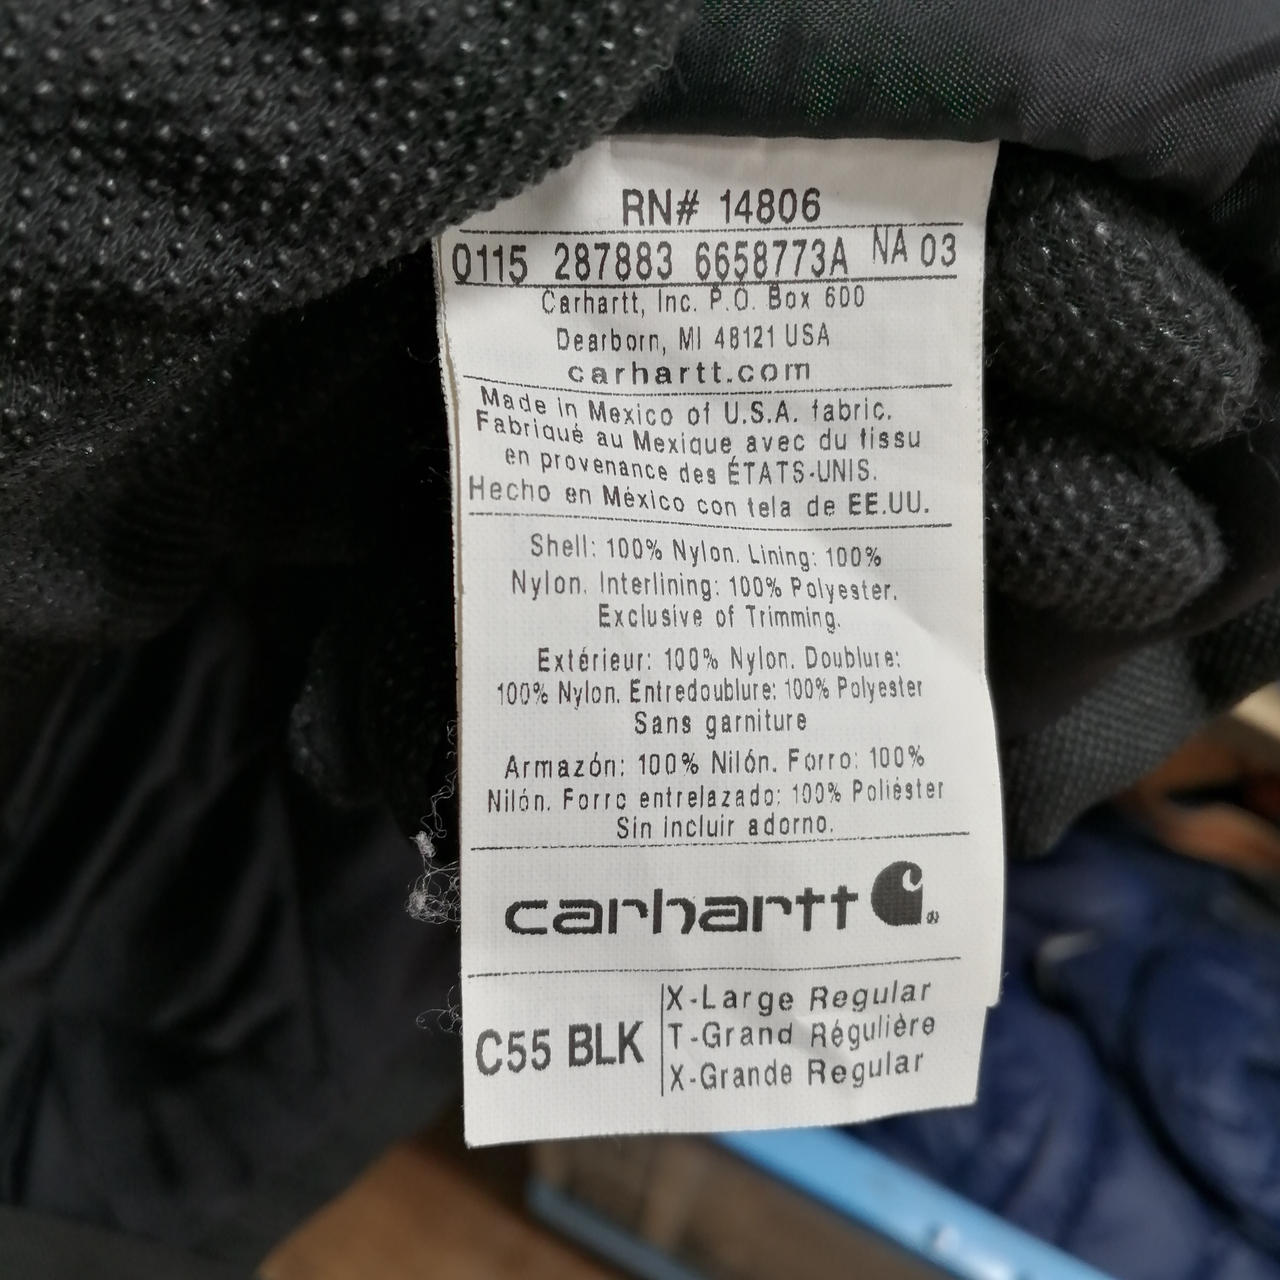 RN# 14806
0115 287883 6658773A NA 03
Carhartt, Inc. P.O. Box 600
Dearborn, MI 48121 USA
carhartt.com
Made in Mexico of U.S.A. fabric.
Fabriqué au Mexique avec du tissu
en provenance des ÉTATS-UNIS.
Hecho en México con tela de EE.UU.
Shell: 100% Nylon. Lining: 100%
Nylon. Interlining: 100% Polyester.
Exclusive of Trimming.
Extérieur: 100% Nylon. Doublure:
100% Nylon. Entredoublure: 100% Polyester
Sans garniture
Armazón: 100% Nilón. Forro: 100%
Nilón. Forro entrelazado: 100% Poliéster
Sin incluir adorno.
carhartt ®
C55 BLK
X-Large Regular
T-Grand Régulière
X-Grande Regular